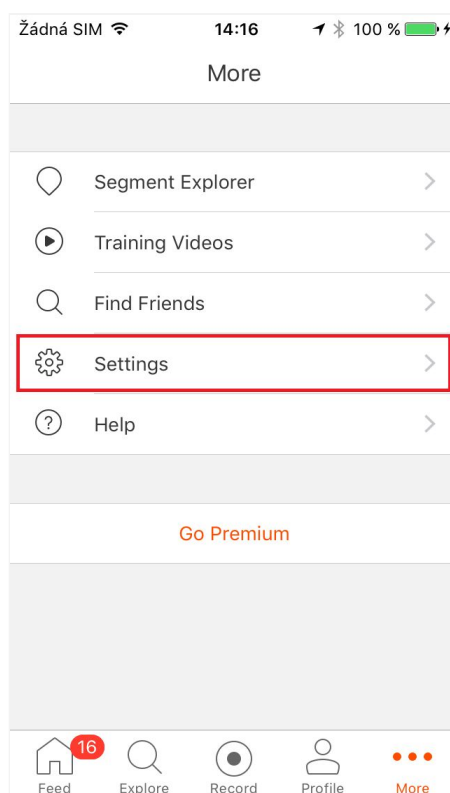 Žádná SIM 14:16 100 %
More
Segment Explorer
Training Videos
Find Friends
Settings
? Help
Go Premium
16
Feed Explore Record Profile More